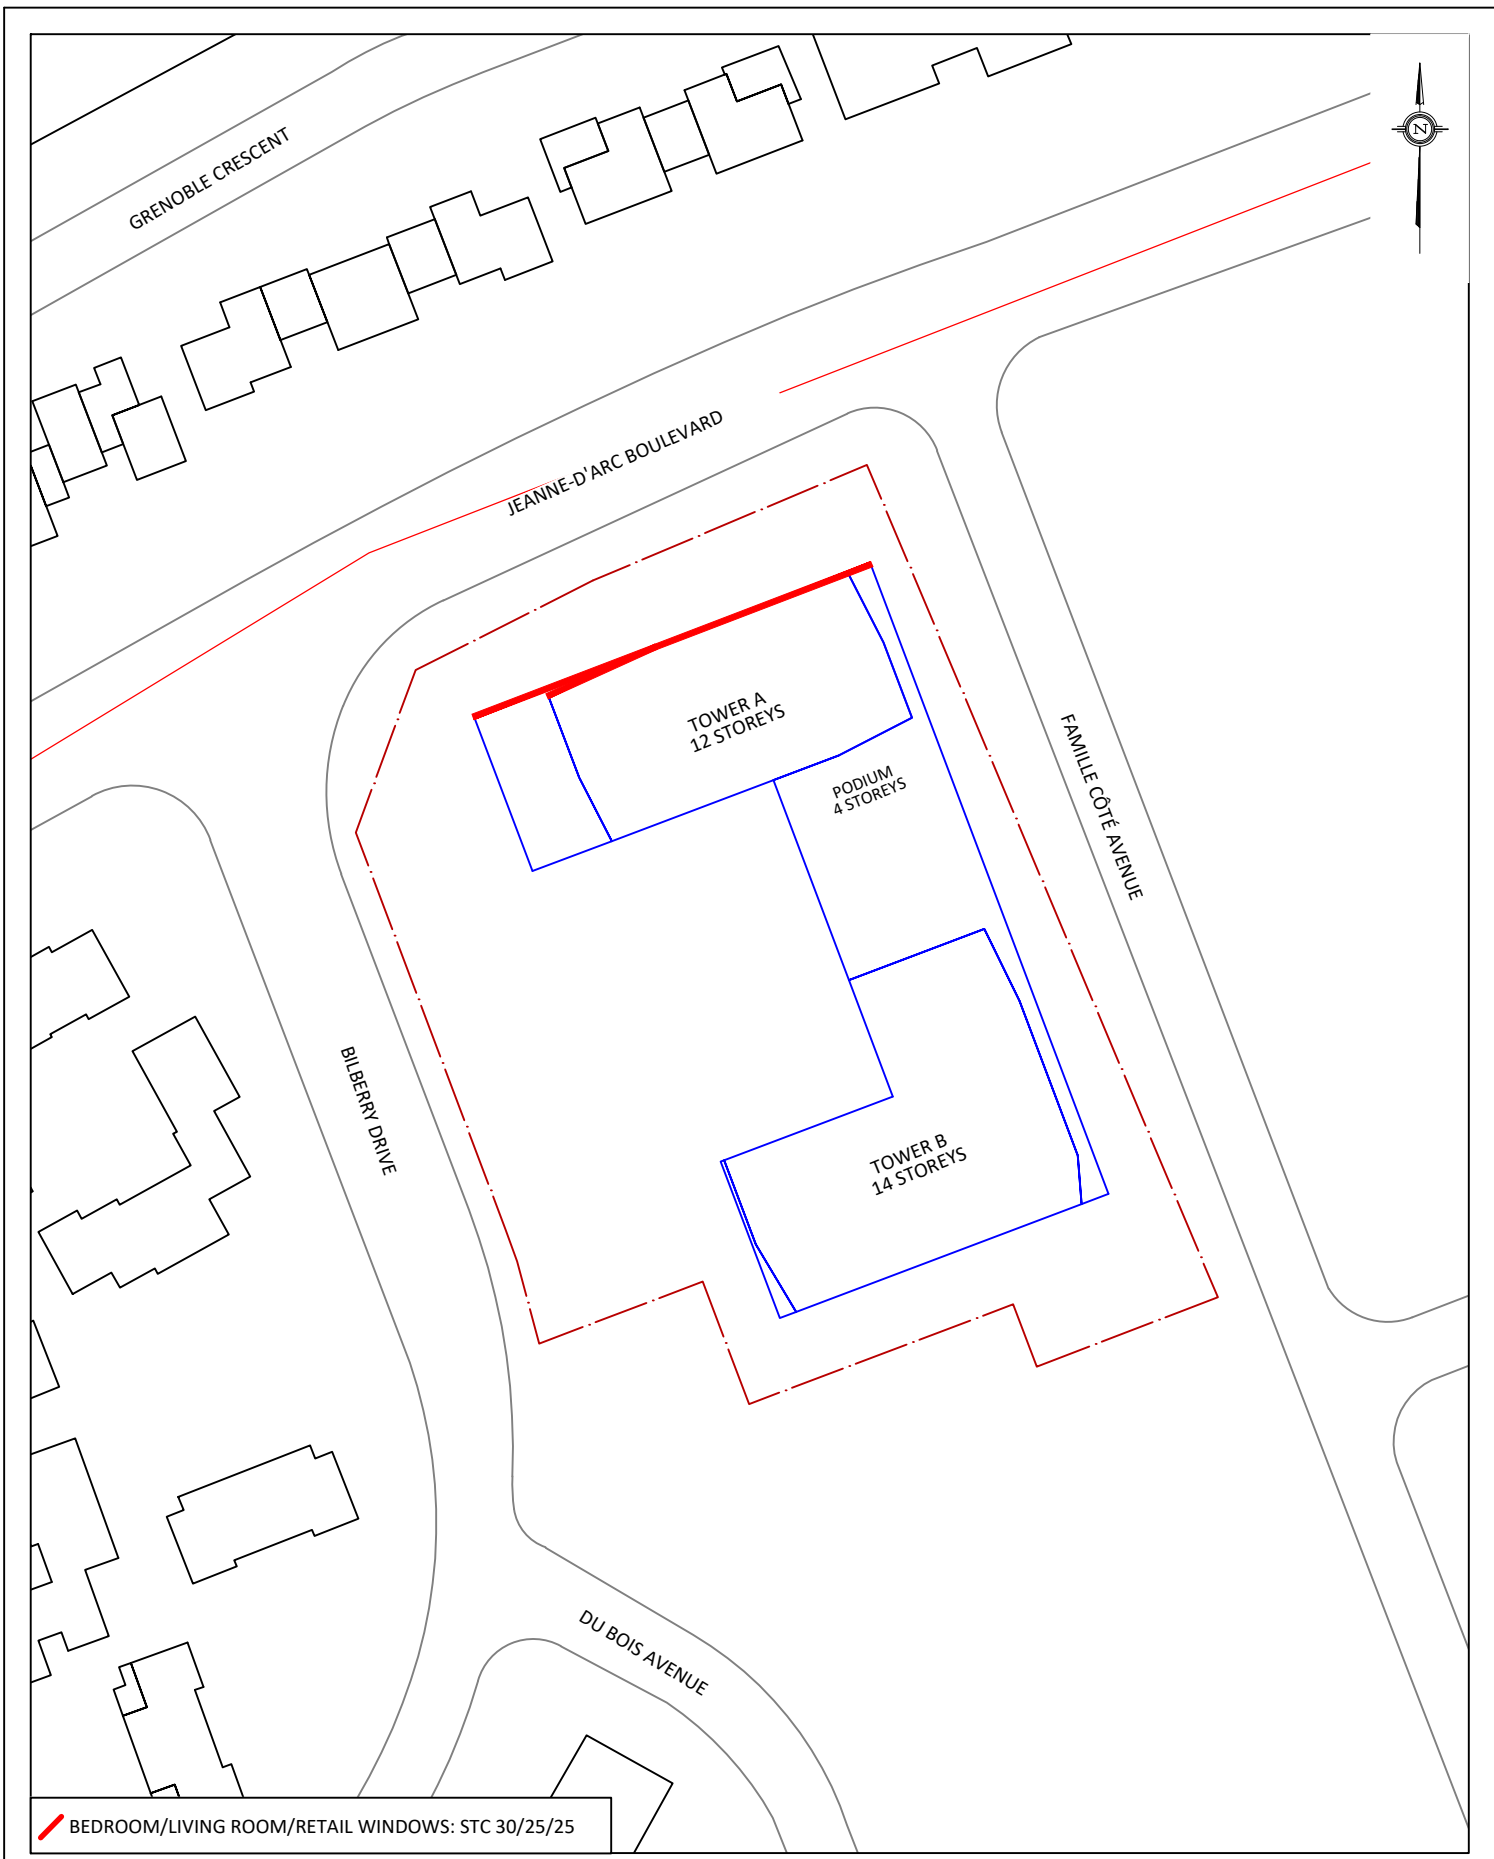 GRENOBLE CRESCENT
N
JEANNE-D'ARC BOULEVARD
TOWER A
12 STOREYS
PODIUM
4 STOREYS
FAMILLE CÔTÉ AVENUE
BILBERRY DRIVE
TOWER B
14 STOREYS
DU BOIS AVENUE
BEDROOM/LIVING ROOM/RETAIL WINDOWS: STC 30/25/25